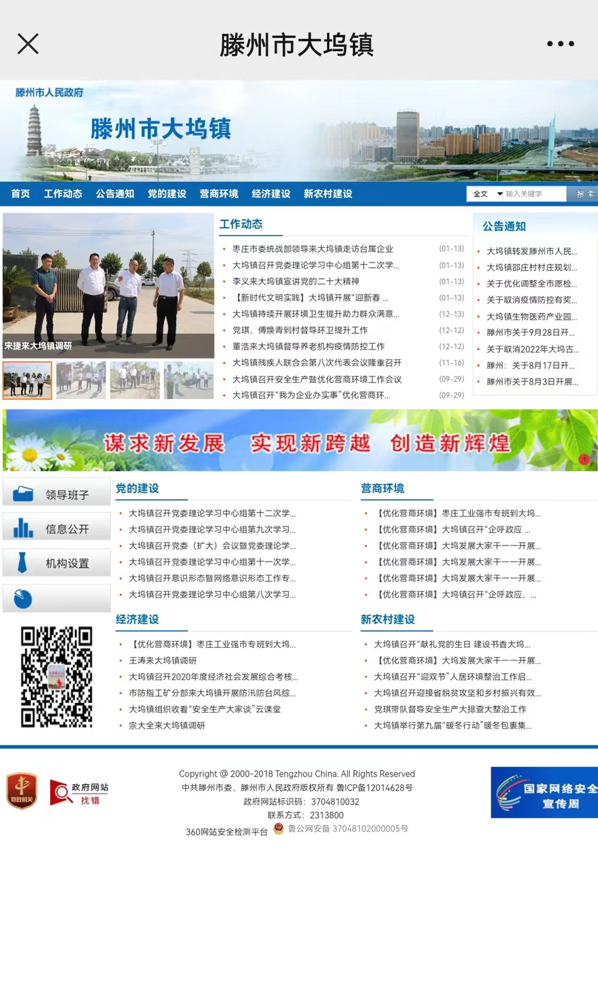 滕州市大坞镇
滕州市人民政府
滕州市大坞镇
首页 工作动态 公告通知 党的建设 营商环境 经济建设 新农村建设 全文 输入关键字 搜 索
宋捷来大坞镇调研
工作动态
枣庄市委统战部领导来大坞镇走访台属企业 (01-13)
大坞镇召开党委理论学习中心组第十二次学... (01-13)
李义来大坞镇宣讲党的二十大精神 (01-13)
【新时代文明实践】大坞镇开展“迎新春 ... (01-13)
大坞镇持续开展环境卫生提升助力群众满意... (12-13)
党琪、傅焕青到村督导环卫提升工作 (12-12)
董浩来大坞镇督导养老机构疫情防控工作 (12-12)
大坞镇残疾人联合会第八次代表会议隆重召开 (11-16)
大坞镇召开安全生产暨优化营商环境工作会议 (09-29)
大坞镇召开“我为企业办实事”优化营商环... (09-29)
公告通知
大坞镇转发滕州市人民...
大坞镇邵庄村村庄规划...
关于优化调整全市愿检...
关于取消疫情防控有奖...
大坞镇生物医药产业园...
滕州市关于9月28日开...
关于取消2022年大坞古...
滕州：关于8月17日开...
滕州市关于8月3日开展...
谋求新发展 实现新跨越 创造新辉煌
1
领导班子
信息公开
机构设置
党的建设
大坞镇召开党委理论学习中心组第十二次学...
大坞镇召开党委理论学习中心组第九次学习...
大坞镇召开党委（扩大）会议暨党委理论学...
大坞镇召开党委理论学习中心组第十一次学...
大坞镇召开意识形态暨网络意识形态工作专...
大坞镇召开党委理论学习中心组第八次学习...
营商环境
【优化营商环境】枣庄工业强市专班到大坞...
【优化营商环境】大坞镇召开“企呼政应 ...
【优化营商环境】大坞发展大家干一一开展...
【优化营商环境】大坞发展大家干一一开展...
【优化营商环境】大坞发展大家干一一开展...
【优化营商环境】大坞镇召开“企呼政应、...
经济建设
【优化营商环境】枣庄工业强市专班到大坞...
王涛来大坞镇调研
大坞镇召开2020年度经济社会发展综合考核...
市防指工矿分部来大坞镇开展防汛防台风综...
大坞镇组织收看“安全生产大家谈”云课堂
宗大全来大坞镇调研
新农村建设
大坞镇召开“献礼党的生日 建设书香大坞...
【优化营商环境】大坞发展大家干一一开展...
大坞镇召开“迎双节”人居环境整治工作启...
大坞镇召开迎接省脱贫攻坚和乡村振兴有效...
党琪带队督导安全生产大排查大整治工作
大坞镇举行第九届“暖冬行动”暖冬包裹集...
党政机关
政府网站
找错
Copyright @ 2000-2018 Tengzhou China. All Rights Reserved
中共滕州市委、滕州市人民政府版权所有 鲁ICP备12014628号
政府网站标识码：3704810032
联系方式：2313800
360网站安全检测平台 鲁公网安备 37048102000005号
国家网络安全
宣传周